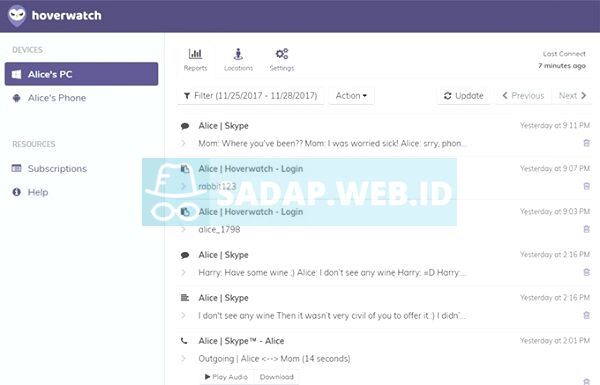 hoverwatch
DEVICES
Alice's PC
Alice's Phone
RESOURCES
Subscriptions
Help
Reports
Locations
Settings
Last Connect
7 minutes ago
Filter (11/25/2017 - 11/28/2017)
Action
Update
Previous
Next
Alice | Skype
Yesterday at 9:11 PM
Mom: Where you've been?? Mom: I was worried sick! Alice: srry, phon...
Alice | Hoverwatch - Login
Yesterday at 9:07 PM
rabbit123
SADAP.WEB.ID
Alice | Hoverwatch - Login
Yesterday at 9:03 PM
alice_1798
Alice | Skype
Yesterday at 2:16 PM
Harry: Have some wine ;) Alice: I don't see any wine Harry: =D Harry:...
Alice | Skype
Yesterday at 2:16 PM
I don't see any wine Then it wasn't very civil of you to offer it :) I didn'...
Alice | Skype™ - Alice
Yesterday at 2:01 PM
Outgoing | Alice <--> Mom (14 seconds)
Play Audio
Download